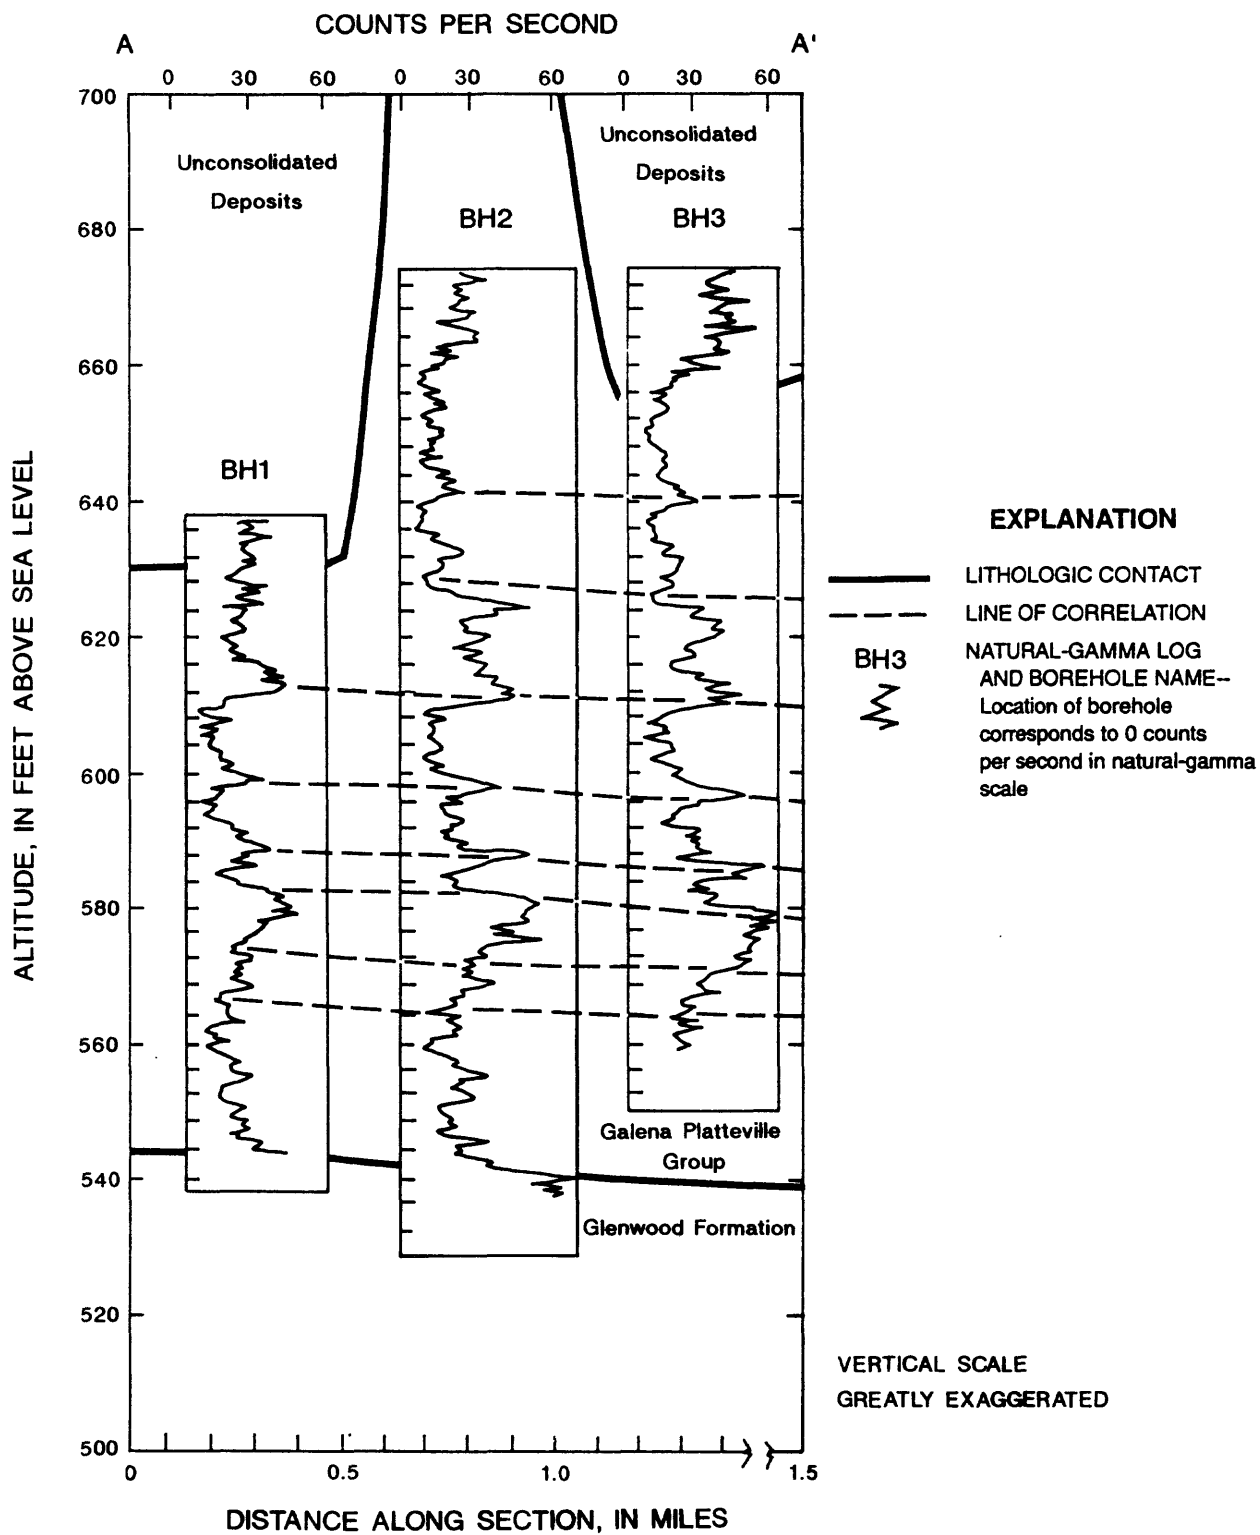 COUNTS PER SECOND
A A'
0 30 60 0 30 60 0 30 60
700
Unconsolidated
Deposits
Unconsolidated
Deposits
680
BH2
BH3
660
BH1
640
620
600
580
560
540
520
500
Galena Platteville
Group
Glenwood Formation
0 0.5 1.0 1.5
DISTANCE ALONG SECTION, IN MILES
ALTITUDE, IN FEET ABOVE SEA LEVEL
EXPLANATION
LITHOLOGIC CONTACT
LINE OF CORRELATION
BH3
NATURAL-GAMMA LOG
AND BOREHOLE NAME--
Location of borehole
corresponds to 0 counts
per second in natural-gamma
scale
VERTICAL SCALE
GREATLY EXAGGERATED